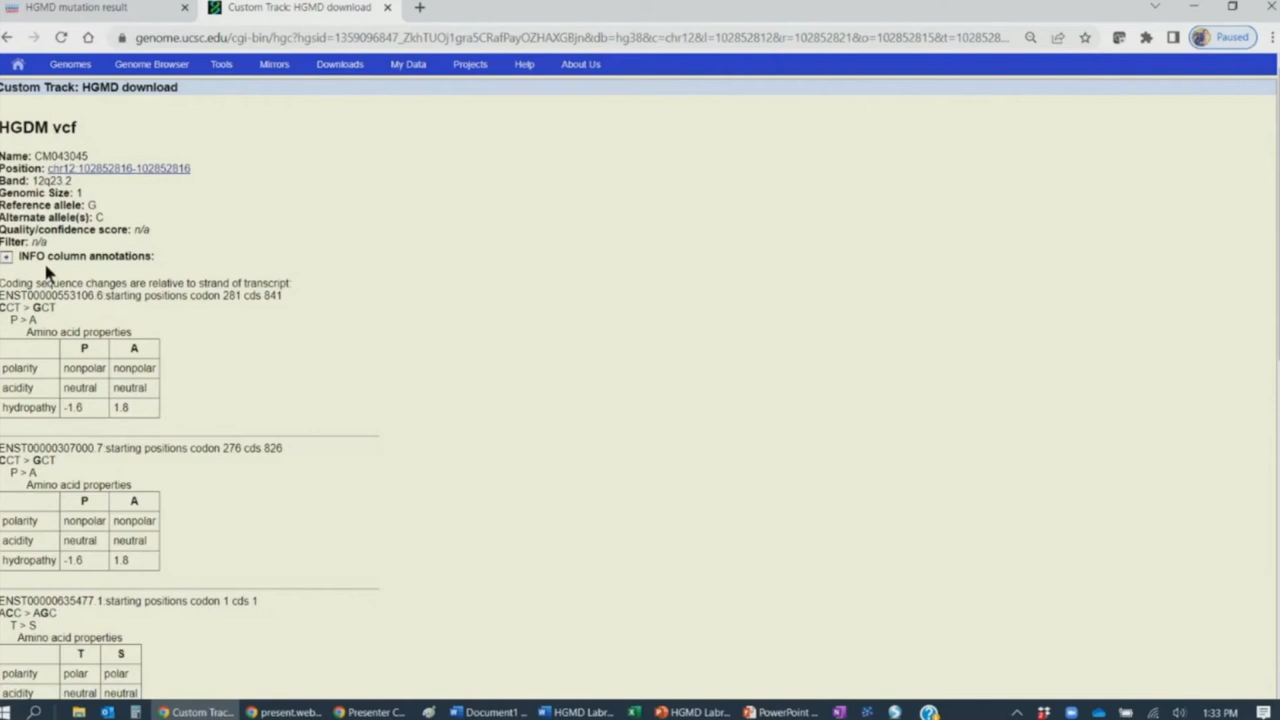 HGMD mutation result
Custom Track: HGMD download
genome.ucsc.edu/cgi-bin/hgc?hgsid=1359096847_ZkhTUOj1gra5CRafPayOZHAXGBjn&db=hg38&c=chr12&l=102852812&r=102852821&o=102852815&t=1028528...
Paused
Genomes Genome Browser Tools Mirrors Downloads My Data Projects Help About Us
Custom Track: HGMD download
HGDM vcf
Name: CM043045
Position: chr12:102852816-102852816
Band: 12q23.2
Genomic Size: 1
Reference allele: G
Alternate allele(s): C
Quality/confidence score: n/a
Filter: n/a
+ INFO column annotations:
Coding sequence changes are relative to strand of transcript:
ENST00000553106.6:starting positions codon 281 cds 841
CCT > GCT
P > A
Amino acid properties
P A
polarity nonpolar nonpolar
acidity neutral neutral
hydropathy -1.6 1.8
ENST00000307000.7:starting positions codon 276 cds 826
CCT > GCT
P > A
Amino acid properties
P A
polarity nonpolar nonpolar
acidity neutral neutral
hydropathy -1.6 1.8
ENST00000635477.1:starting positions codon 1 cds 1
ACC > AGC
T > S
Amino acid properties
T S
polarity polar polar
acidity neutral neutral
Custom Trac... present.web... Presenter C... Document1 ... HGMD Labr... HGMD Labr... PowerPoint ... 1:33 PM